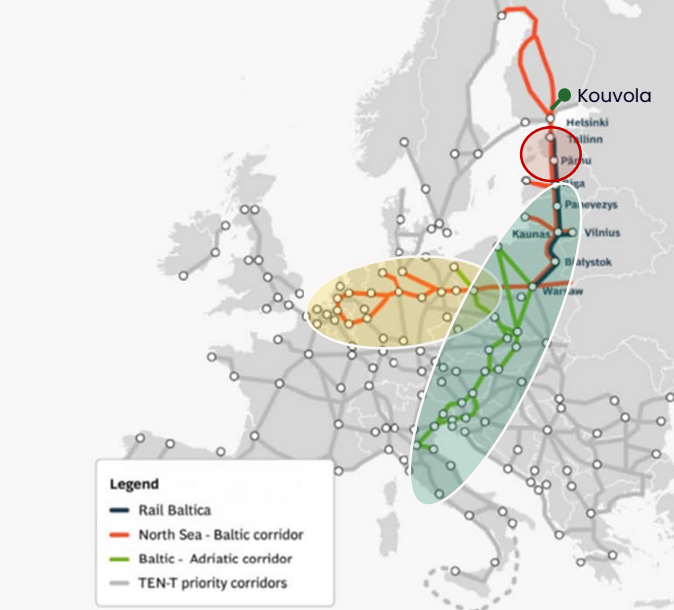 Kouvola
Helsinki
Tallinn
Pärnu
Riga
Panevezys
Kaunas
Vilnius
Bialystok
Warsaw
Legend
Rail Baltica
North Sea - Baltic corridor
Baltic - Adriatic corridor
TEN-T priority corridors